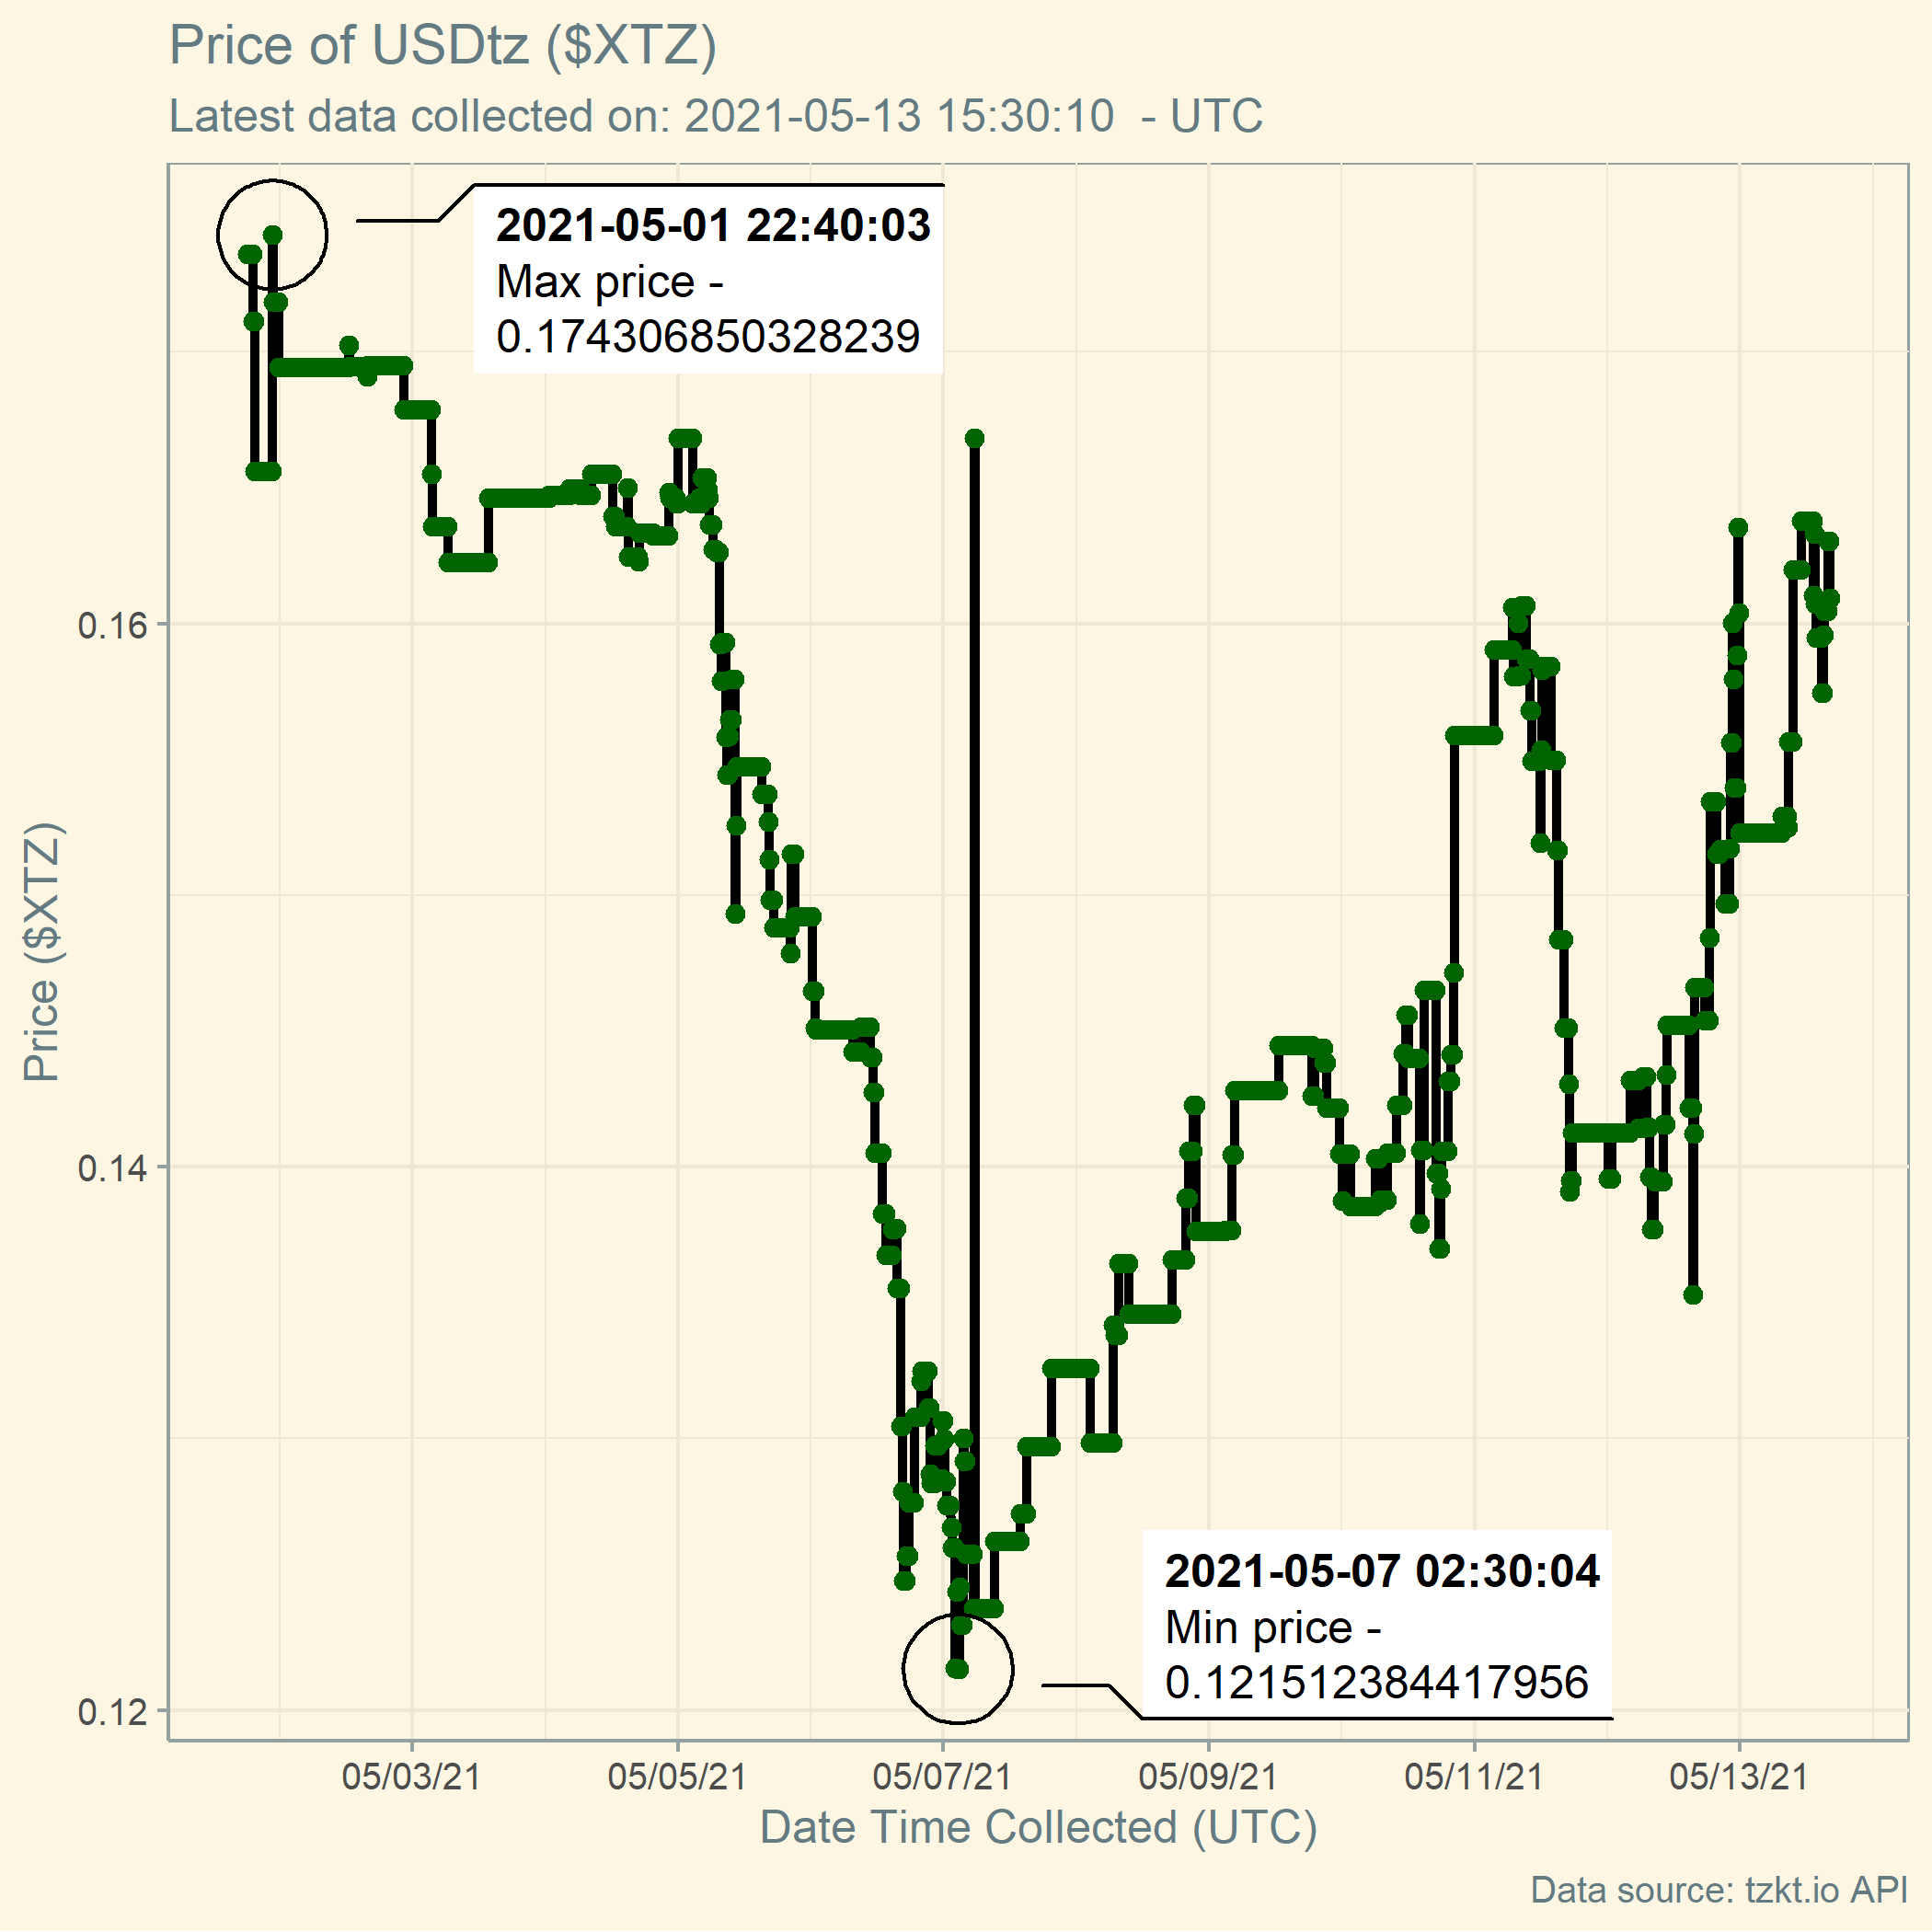 Price of USDtz ($XTZ)
Latest data collected on: 2021-05-13 15:30:10  - UTC
2021-05-01 22:40:03
Max price -
0.174306850328239
0.16
0.14
0.12
Price ($XTZ)
2021-05-07 02:30:04
Min price -
0.121512384417956
05/03/21 05/05/21 05/07/21 05/09/21 05/11/21 05/13/21
Date Time Collected (UTC)
Data source: tzkt.io API